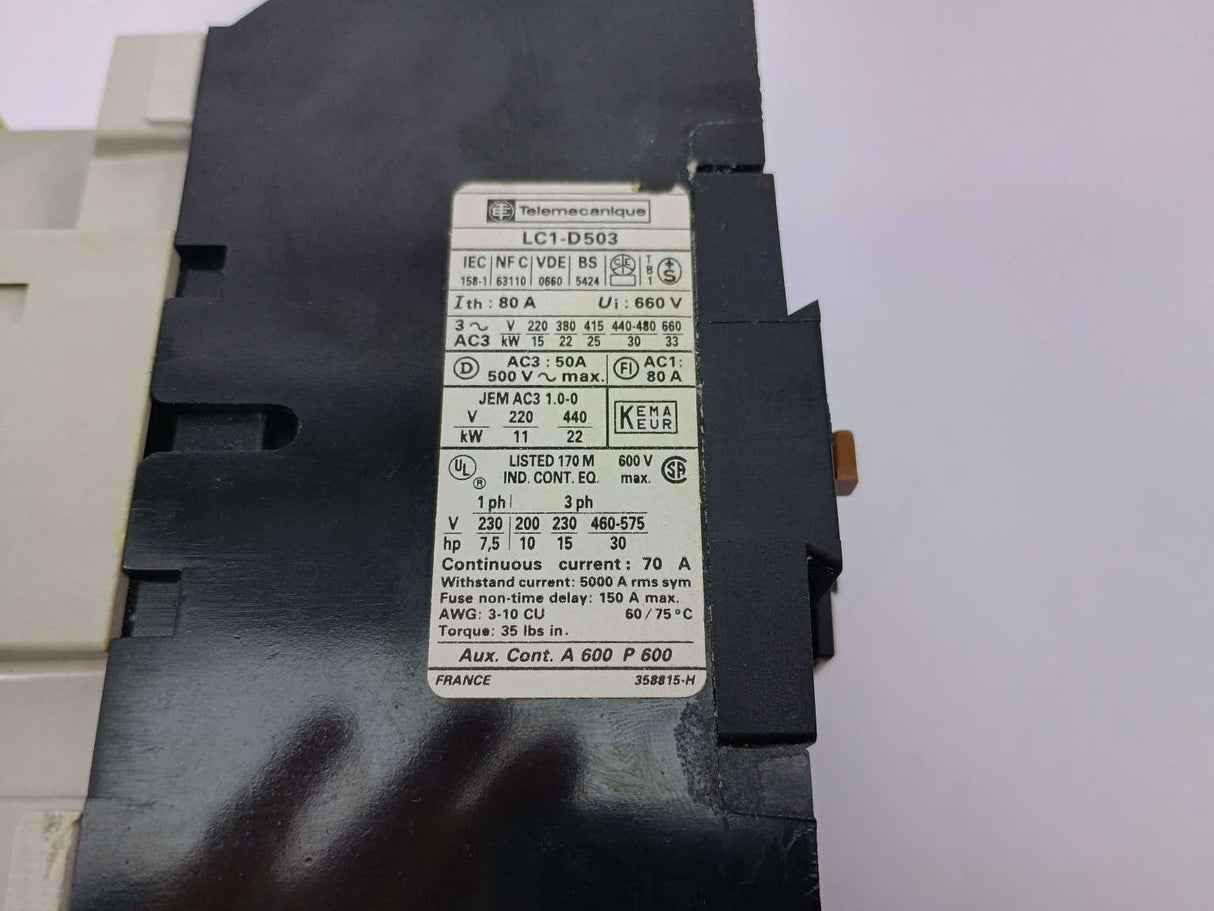 Telemecanique
LC1-D503
IEC NF C VDE BS T B 1
158-1 63110 0660 5424
Ith : 80 A Ui : 660 V
3 ~ V 220 380 415 440-480 660
AC3 kW 15 22 25 30 33
D AC3 : 50A FI AC1 :
500 V ~ max. 80 A
JEM AC3 1.0-0 KEMA
V 220 440 KEUR
kW 11 22
UL ® LISTED 170 M 600 V SA
IND. CONT. EQ. max.
1 ph 3 ph
V 230 200 230 460-575
hp 7,5 10 15 30
Continuous current : 70 A
Withstand current: 5000 A rms sym
Fuse non-time delay: 150 A max.
AWG: 3-10 CU 60/75 °C
Torque: 35 lbs in.
Aux. Cont. A 600 P 600
FRANCE 358815-H